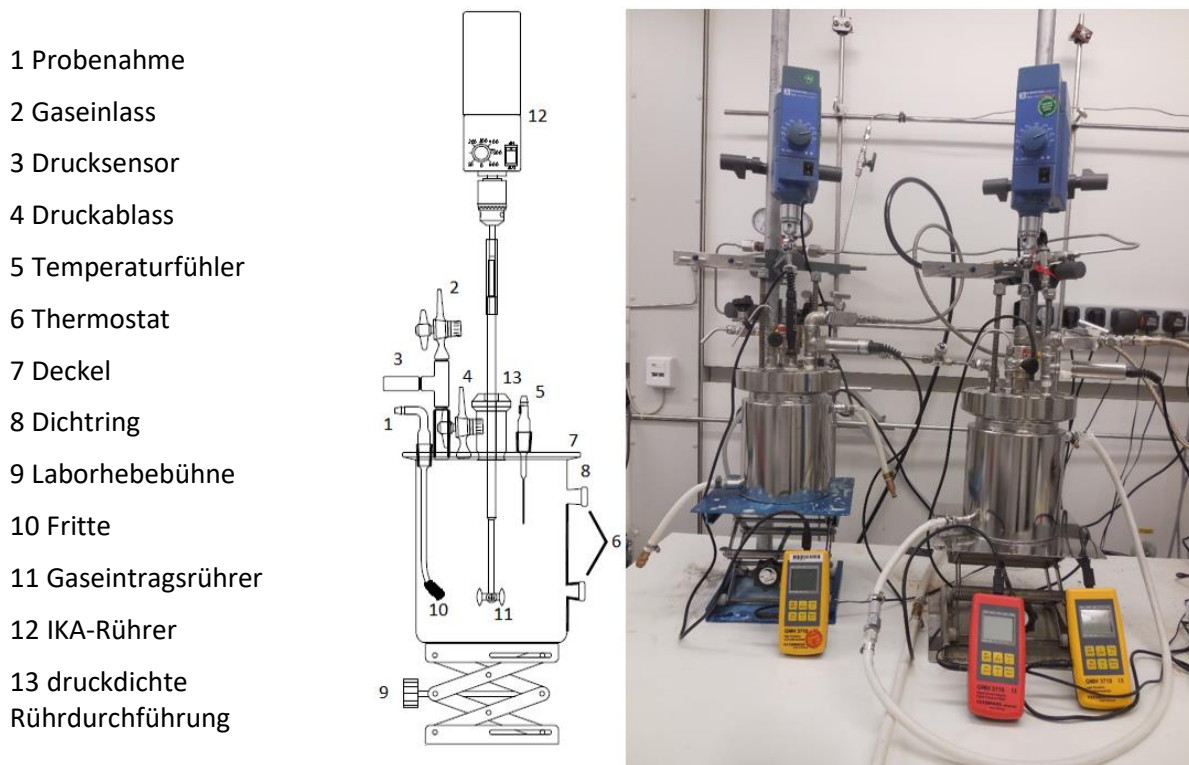 1 Probenahme
2 Gaseinlass
3 Drucksensor
4 Druckablass
5 Temperaturfühler
6 Thermostat
7 Deckel
8 Dichtring
9 Laborhebebühne
10 Fritte
11 Gaseintragsrührer
12 IKA-Rührer
13 druckdichte
Rührdurchführung
12
2
3
4
13
5
1
7
8
6
10
11
9
GMH 3710
GMH 3110
GMH 3710